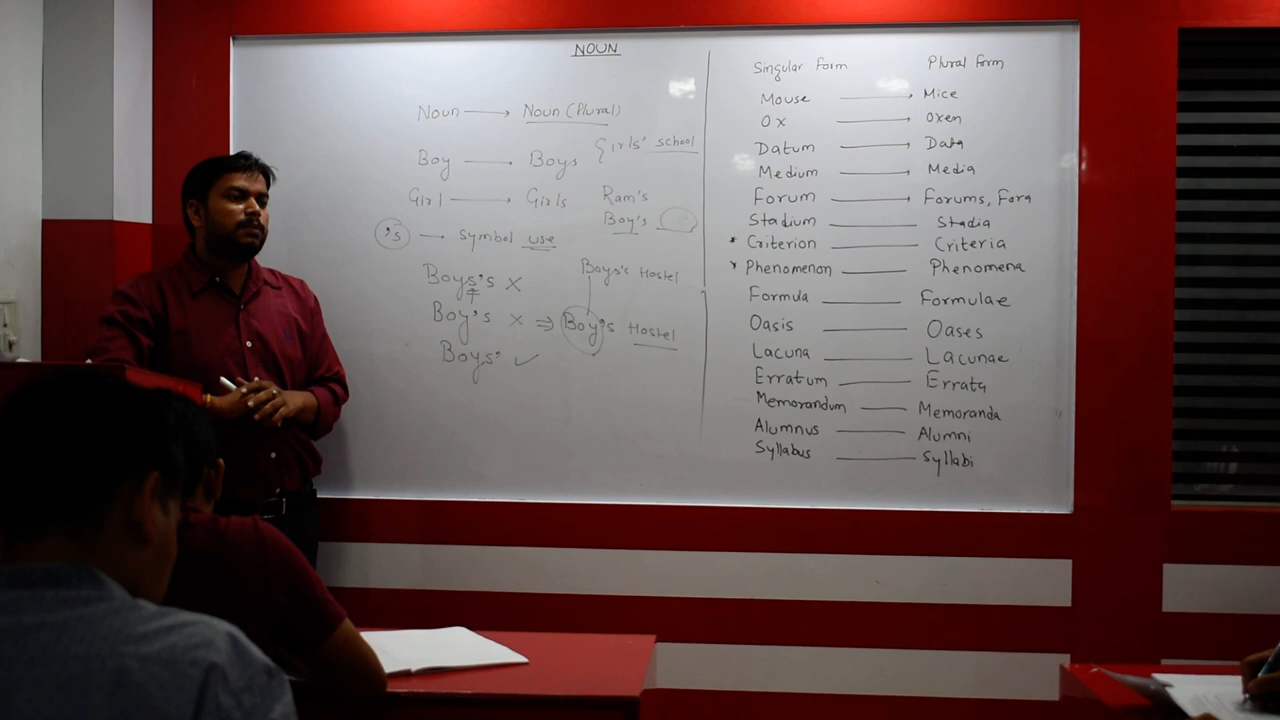 NOUN
Noun → Noun (Plural)
Boy → Boys
Girls' school
Girl → Girls
Ram's
Boy's
's — symbol use
Boys's ×
Boys's Hostel
Boy's × ⇒ Boy's Hostel
Boys' ✓
Singular form Plural form
Mouse → Mice
Ox → Oxen
Datum → Data
Medium → Media
Forum → Forums, Fora
Stadium — Stadia
* Criterion — Criteria
* Phenomenon — Phenomena
Formula — Formulae
Oasis — Oases
Lacuna — Lacunae
Erratum — Errata
Memorandum — Memoranda
Alumnus — Alumni
Syllabus — Syllabi